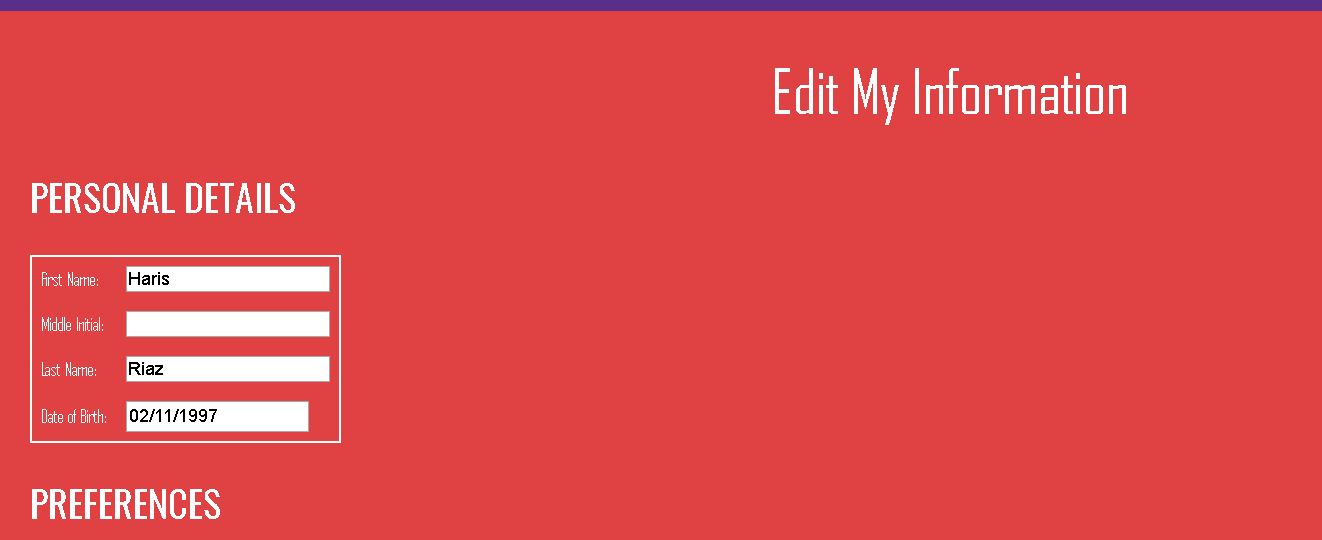 Edit My Information
PERSONAL DETAILS
First Name: Haris
Middle Initial:
Last Name: Riaz
Date of Birth: 02/11/1997
PREFERENCES